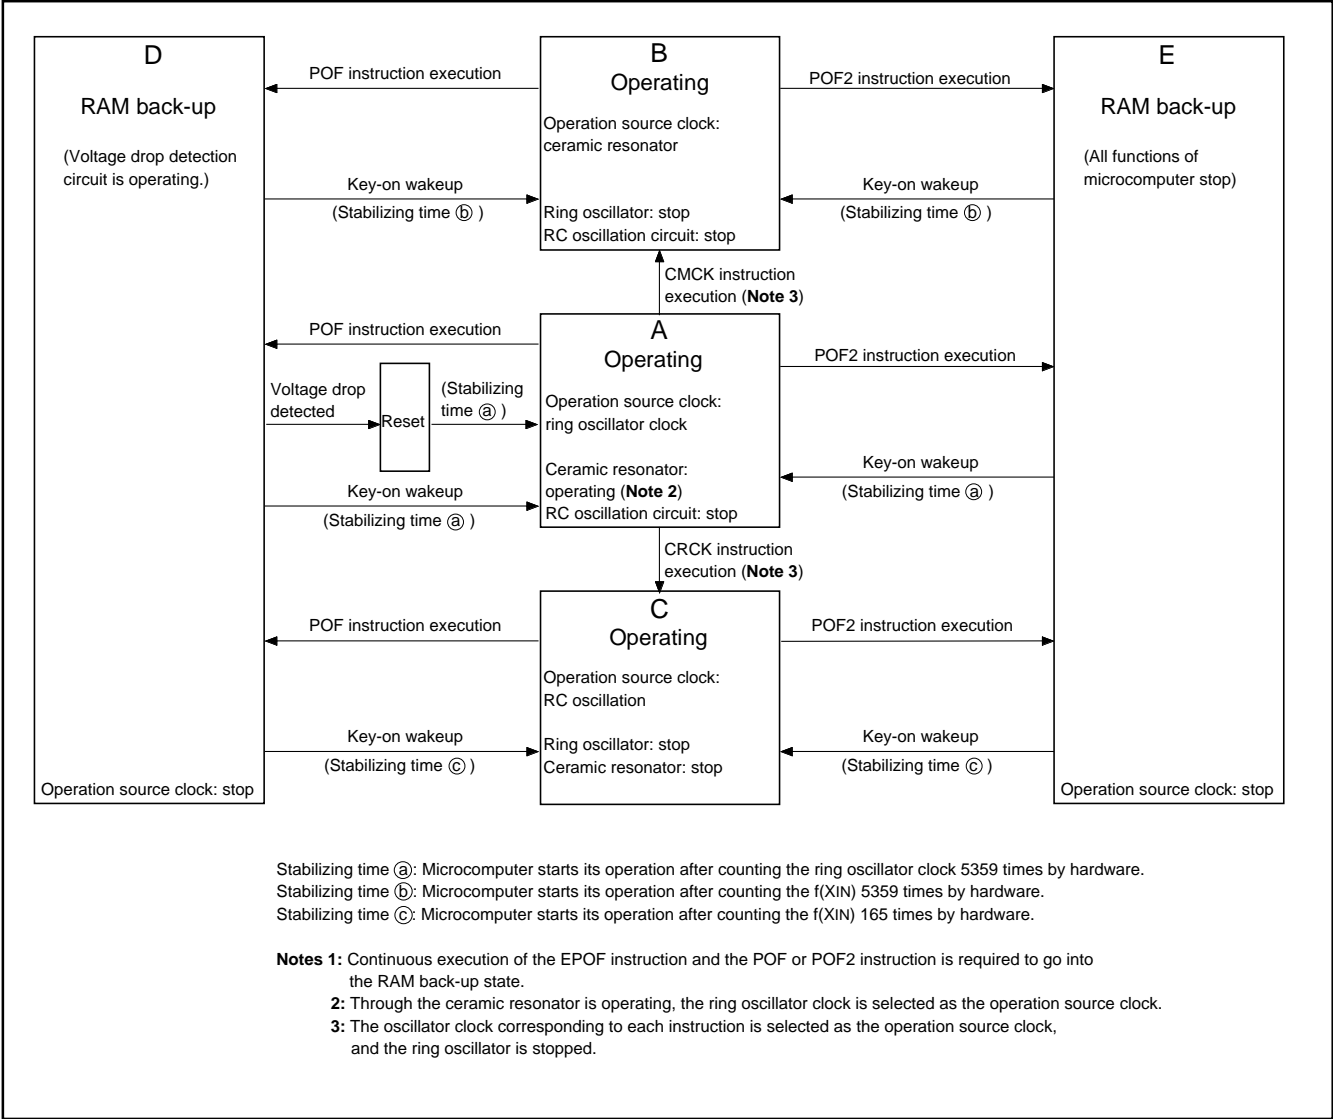 D
RAM back-up
(Voltage drop detection
circuit is operating.)
Operation source clock: stop
POF instruction execution
Key-on wakeup
(Stabilizing time ⓑ )
B
Operating
Operation source clock:
ceramic resonator
Ring oscillator: stop
RC oscillation circuit: stop
POF2 instruction execution
Key-on wakeup
(Stabilizing time ⓑ )
E
RAM back-up
(All functions of
microcomputer stop)
Operation source clock: stop
CMCK instruction
execution (Note 3)
POF instruction execution
Voltage drop
detected
Reset
(Stabilizing
time ⓐ )
Key-on wakeup
(Stabilizing time ⓐ )
A
Operating
Operation source clock:
ring oscillator clock
Ceramic resonator:
operating (Note 2)
RC oscillation circuit: stop
POF2 instruction execution
Key-on wakeup
(Stabilizing time ⓐ )
CRCK instruction
execution (Note 3)
POF instruction execution
Key-on wakeup
(Stabilizing time ⓒ )
C
Operating
Operation source clock:
RC oscillation
Ring oscillator: stop
Ceramic resonator: stop
POF2 instruction execution
Key-on wakeup
(Stabilizing time ⓒ )
Stabilizing time ⓐ: Microcomputer starts its operation after counting the ring oscillator clock 5359 times by hardware.
Stabilizing time ⓑ: Microcomputer starts its operation after counting the f(XIN) 5359 times by hardware.
Stabilizing time ⓒ: Microcomputer starts its operation after counting the f(XIN) 165 times by hardware.
Notes 1: Continuous execution of the EPOF instruction and the POF or POF2 instruction is required to go into
the RAM back-up state.
2: Through the ceramic resonator is operating, the ring oscillator clock is selected as the operation source clock.
3: The oscillator clock corresponding to each instruction is selected as the operation source clock,
and the ring oscillator is stopped.